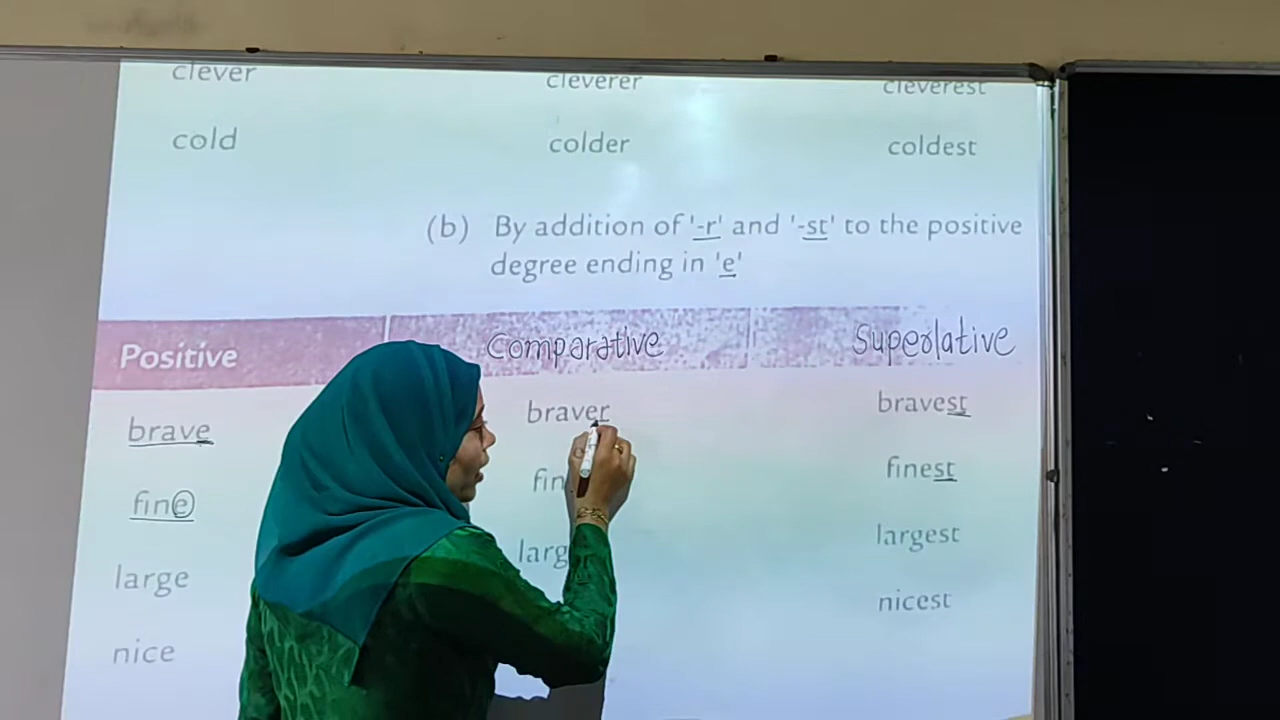 clever cleverer cleverest
cold colder coldest
(b) By addition of '-r' and '-st' to the positive
degree ending in 'e'
Positive Comparative Superlative
brave braver bravest
fine finest
large largest
nice nicest